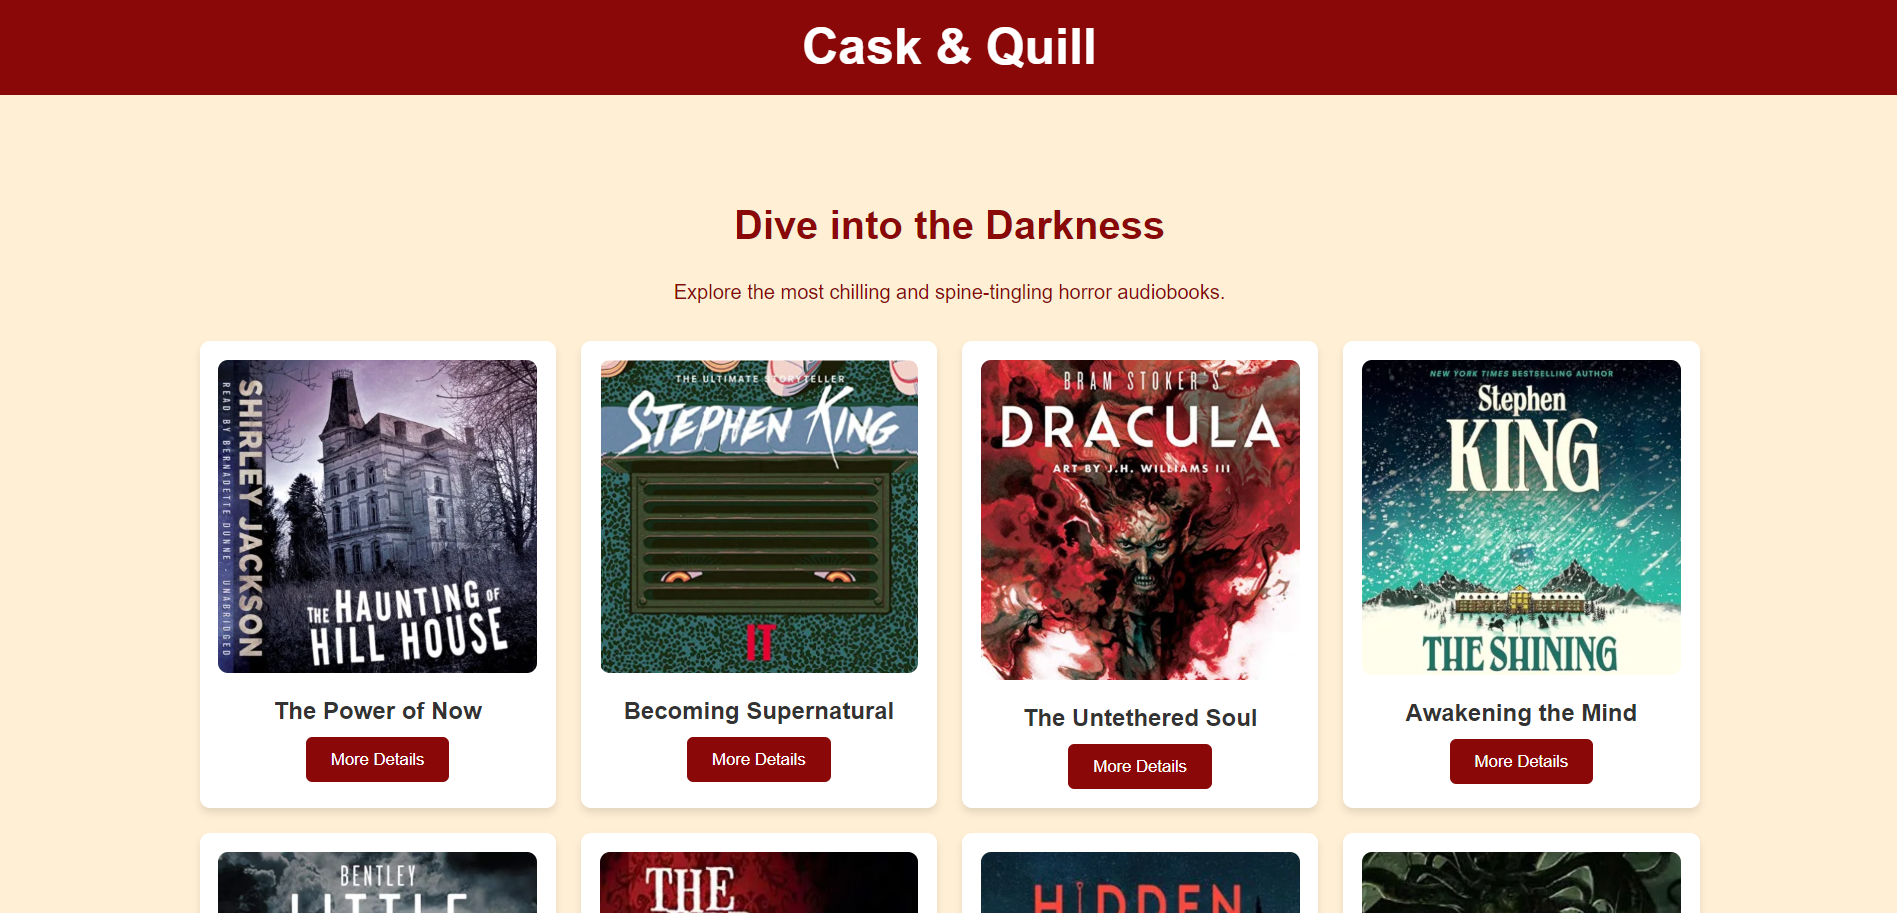 Cask & Quill
Dive into the Darkness
Explore the most chilling and spine-tingling horror audiobooks.
SHIRLEY JACKSON
READ BY BERNADETTE DUNNE · UNABRIDGED
THE HAUNTING OF
HILL HOUSE
The Power of Now
More Details
THE ULTIMATE STORYTELLER
STEPHEN KING
IT
Becoming Supernatural
More Details
BRAM STOKER'S
DRACULA
ART BY J.H. WILLIAMS III
The Untethered Soul
More Details
NEW YORK TIMES BESTSELLING AUTHOR
Stephen
KING
THE SHINING
Awakening the Mind
More Details
BENTLEY
LITTLE
THE
HIDDEN